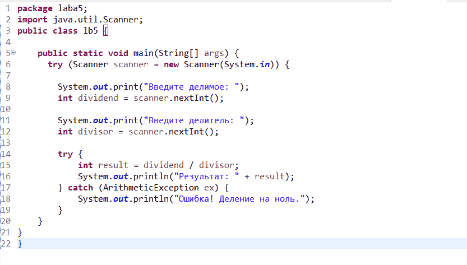 1 package laba5;
2 import java.util.Scanner;
3 public class lb5 {
4
5 public static void main(String[] args) {
6 try (Scanner scanner = new Scanner(System.in)) {
7
8 System.out.print("Введите делимое: ");
9 int dividend = scanner.nextInt();
10
11 System.out.print("Введите делитель: ");
12 int divisor = scanner.nextInt();
13
14 try {
15 int result = dividend / divisor;
16 System.out.println("Результат: " + result);
17 } catch (ArithmeticException ex) {
18 System.out.println("Ошибка! Деление на ноль.");
19 }
20 }
21 }
22 }